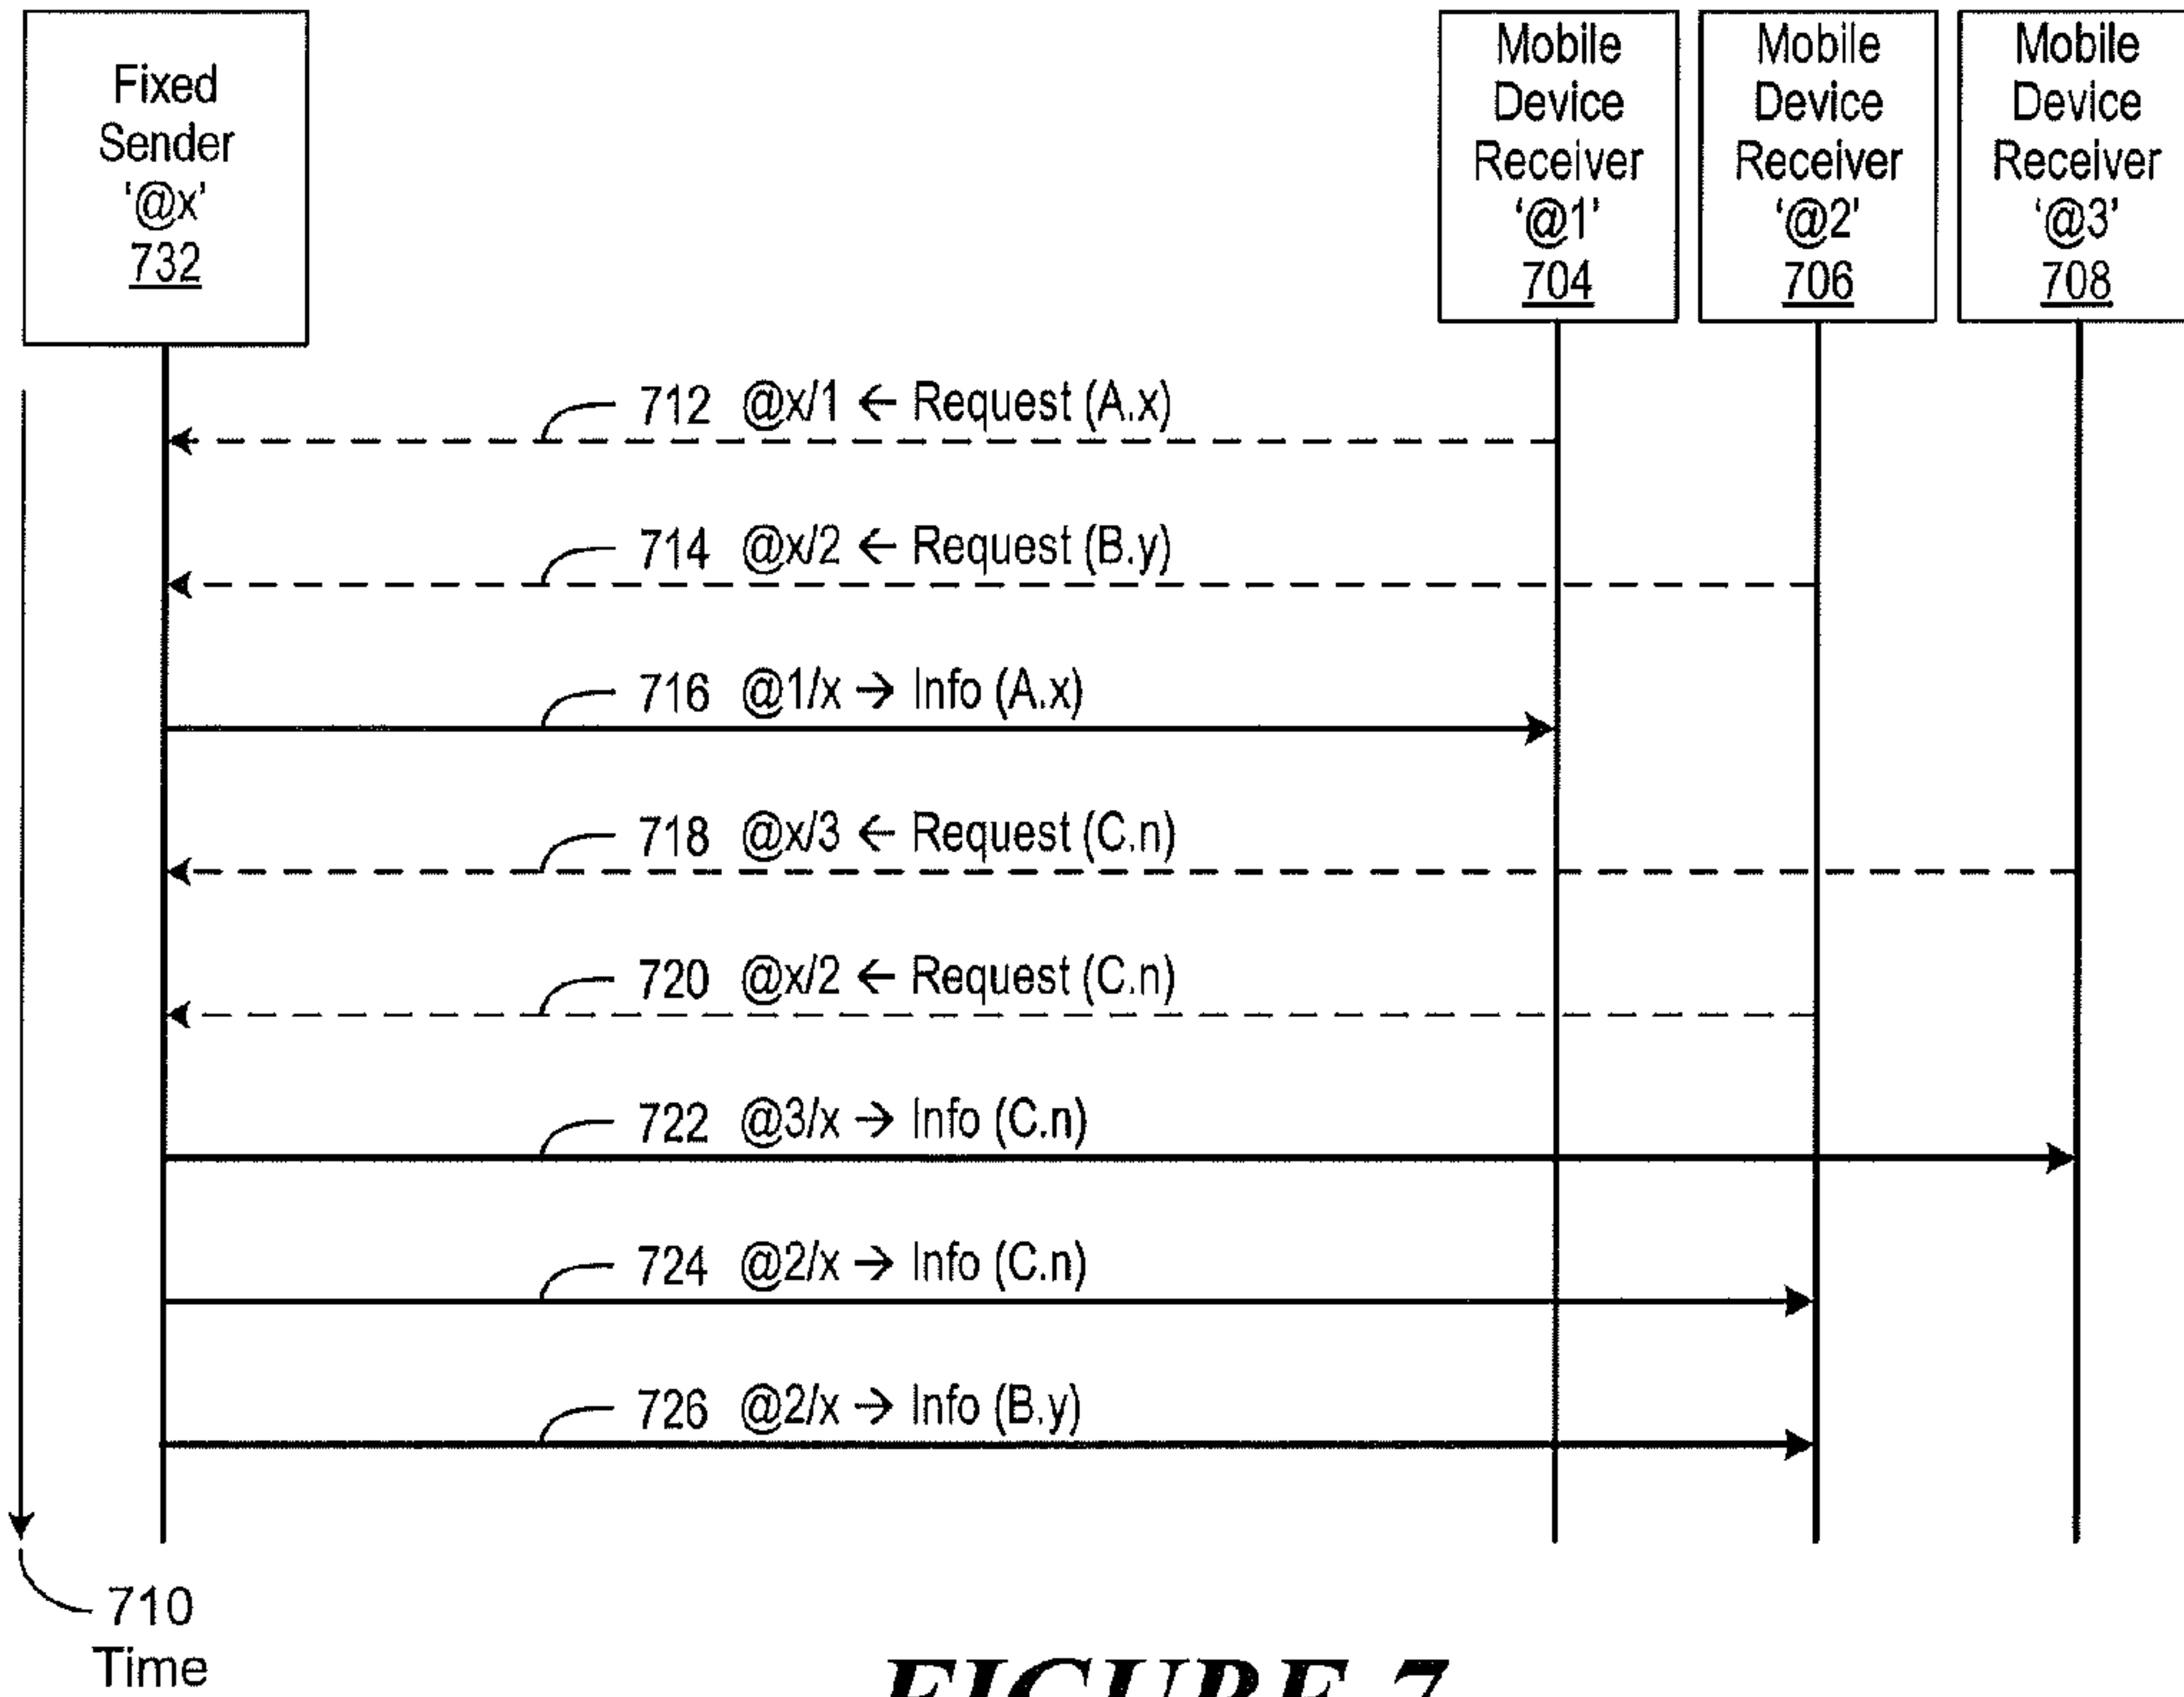 Fixed
Sender
'@x'
732
Mobile
Device
Receiver
'@1'
704
Mobile
Device
Receiver
'@2'
706
Mobile
Device
Receiver
'@3'
708
712 @x/1 ← Request (A.x)
714 @x/2 ← Request (B.y)
716 @1/x → Info (A.x)
718 @x/3 ← Request (C.n)
720 @x/2 ← Request (C.n)
722 @3/x → Info (C.n)
724 @2/x → Info (C.n)
726 @2/x → Info (B.y)
710
Time
FIGURE 7